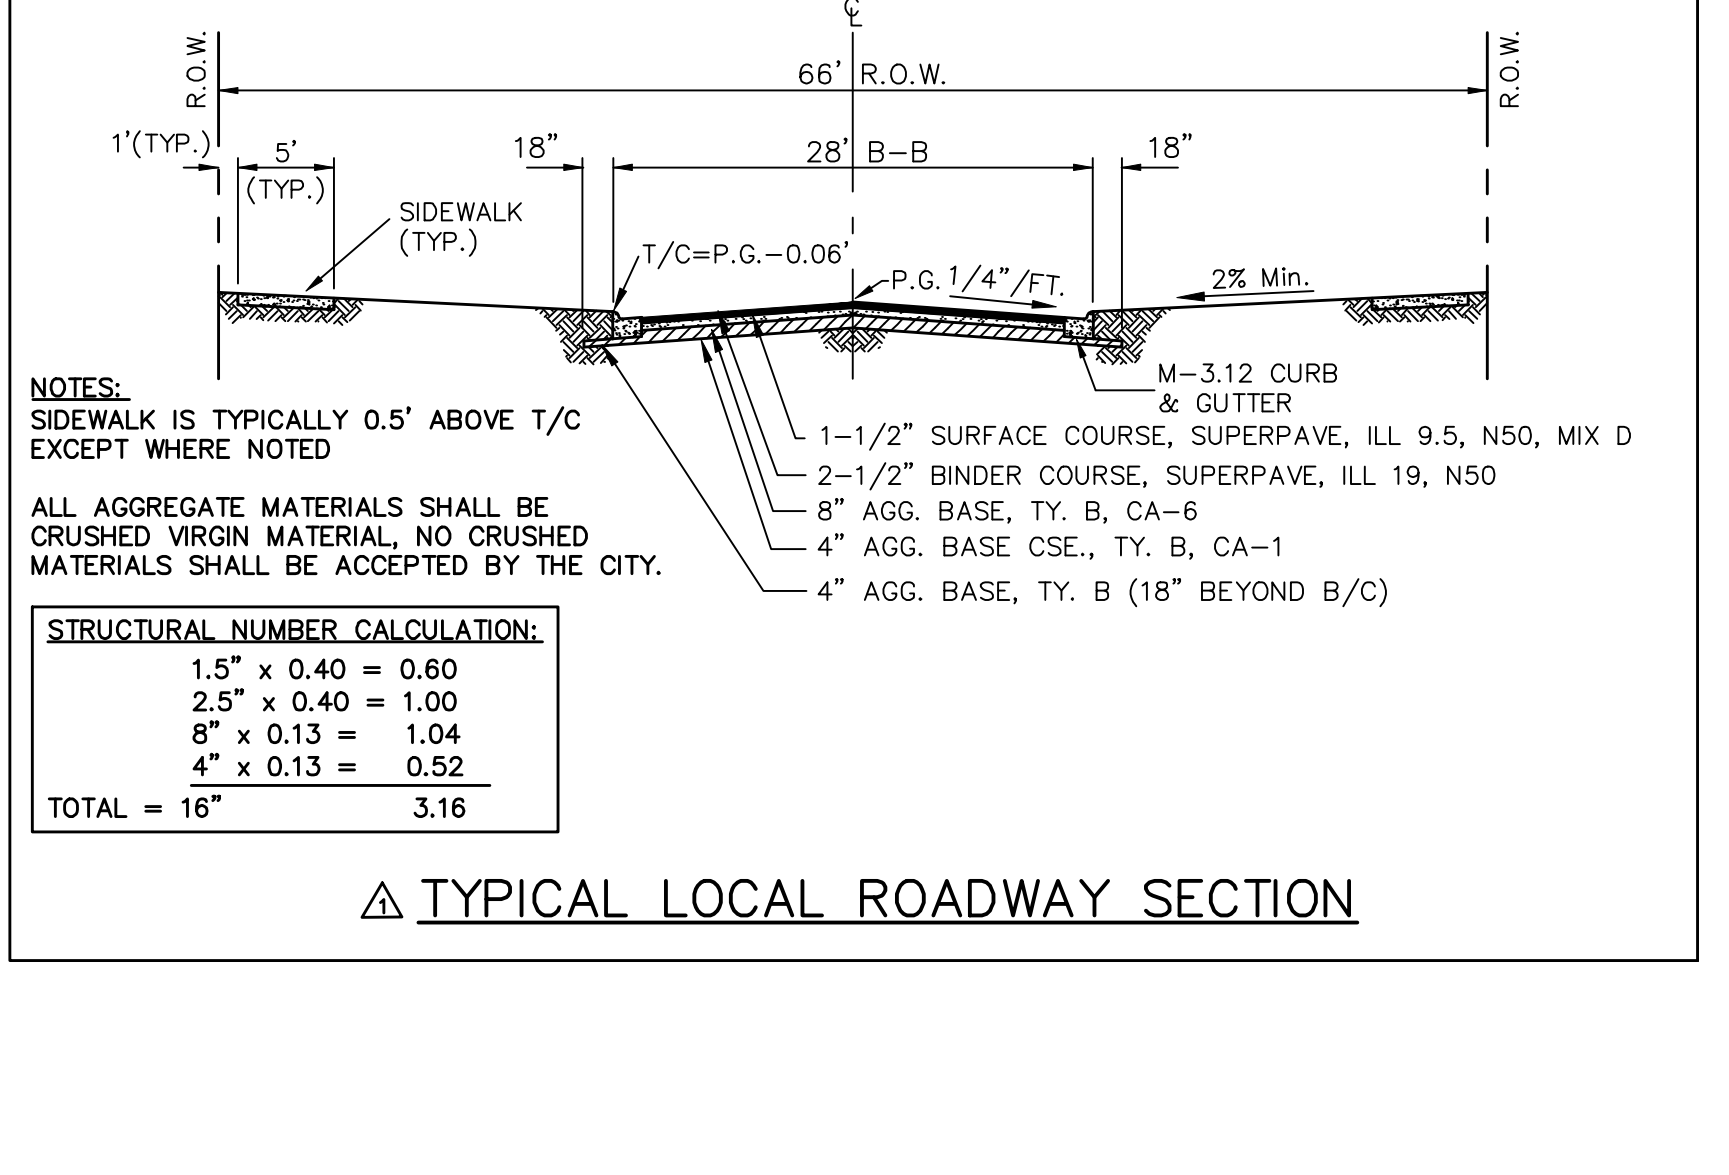 ℄
R.O.W.
66' R.O.W.
R.O.W.
1'(TYP.)
5'
(TYP.)
18"
28' B-B
18"
SIDEWALK
(TYP.)
T/C=P.G.-0.06'
P.G.
1/4"/FT.
2% Min.
M-3.12 CURB
& GUTTER
1-1/2" SURFACE COURSE, SUPERPAVE, ILL 9.5, N50, MIX D
2-1/2" BINDER COURSE, SUPERPAVE, ILL 19, N50
8" AGG. BASE, TY. B, CA-6
4" AGG. BASE CSE., TY. B, CA-1
4" AGG. BASE, TY. B (18" BEYOND B/C)
NOTES:
SIDEWALK IS TYPICALLY 0.5' ABOVE T/C
EXCEPT WHERE NOTED
ALL AGGREGATE MATERIALS SHALL BE
CRUSHED VIRGIN MATERIAL, NO CRUSHED
MATERIALS SHALL BE ACCEPTED BY THE CITY.
STRUCTURAL NUMBER CALCULATION:
1.5" x 0.40 = 0.60
2.5" x 0.40 = 1.00
8" x 0.13 = 1.04
4" x 0.13 = 0.52
TOTAL = 16" 3.16
1 TYPICAL LOCAL ROADWAY SECTION